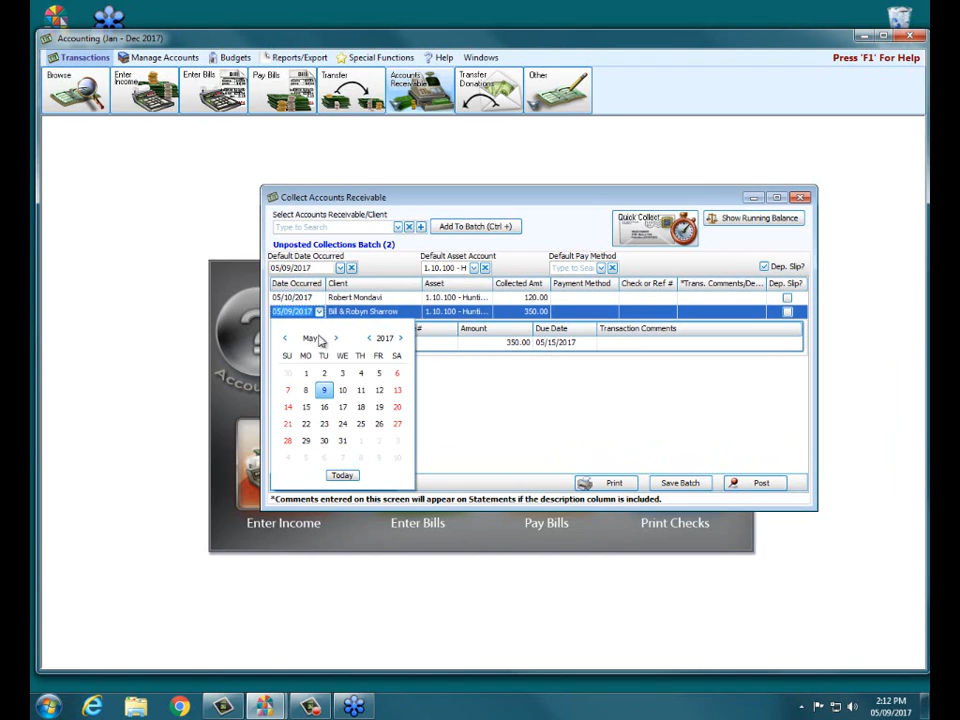 Accounting (Jan - Dec 2017)
Transactions Manage Accounts Budgets Reports/Export Special Functions Help Windows Press 'F1' For Help
Browse Enter Income Enter Bills Pay Bills Transfer Accounts Receivable Transfer Donations Other
Collect Accounts Receivable
Select Accounts Receivable/Client
Type to Search Add To Batch (Ctrl +) Quick Collect Show Running Balance
Unposted Collections Batch (2)
Default Date Occurred Default Asset Account Default Pay Method
05/09/2017 1.10.100 - H Type to Sea Dep. Slip?
Date Occurred Client Asset Collected Amt Payment Method Check or Ref # *Trans. Comments/De... Dep. Slip?
05/10/2017 Robert Mondavi 1.10.100 - Hunti... 120.00
05/09/2017 Bill & Robyn Sharrow 1.10.100 - Hunti... 350.00
# Amount Due Date Transaction Comments
350.00 05/15/2017
< May > < 2017 >
SU MO TU WE TH FR SA
30 1 2 3 4 5 6
7 8 9 10 11 12 13
14 15 16 17 18 19 20
21 22 23 24 25 26 27
28 29 30 31 1 2 3
4 5 6 7 8 9 10
Today
Print Save Batch Post
*Comments entered on this screen will appear on Statements if the description column is included.
Enter Income Enter Bills Pay Bills Print Checks
2:12 PM
05/09/2017